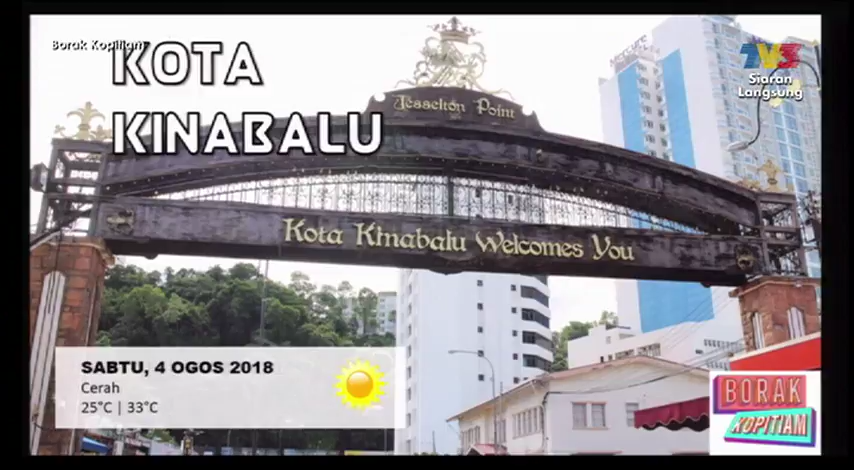 Borak Kopitiam
KOTA
KINABALU
TV3
Siaran
Langsung
Mercure
Jesselton Point
Kota Kinabalu Welcomes You
SABTU, 4 OGOS 2018
Cerah
25°C | 33°C
BORAK
KOPITIAM